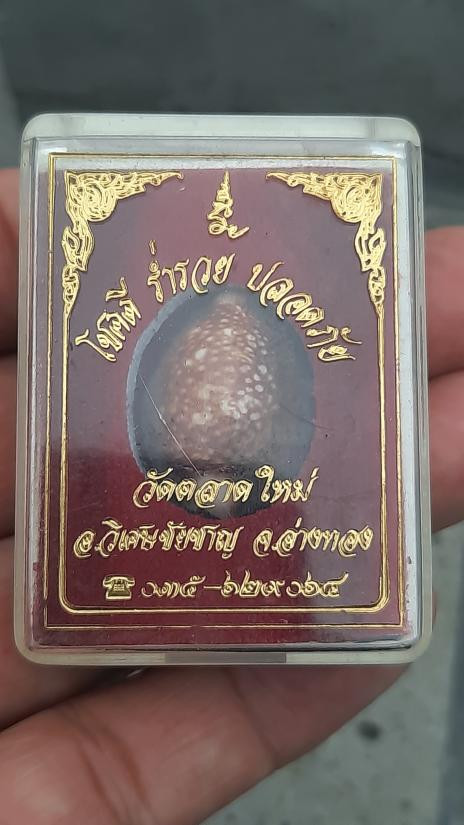 โชคดี ร่ำรวย ปลอดภัย
วัดตลาดใหม่
อ.วิเศษชัยชาญ จ.อ่างทอง
☎ ๐๓๕-๖๒๙๐๖๔